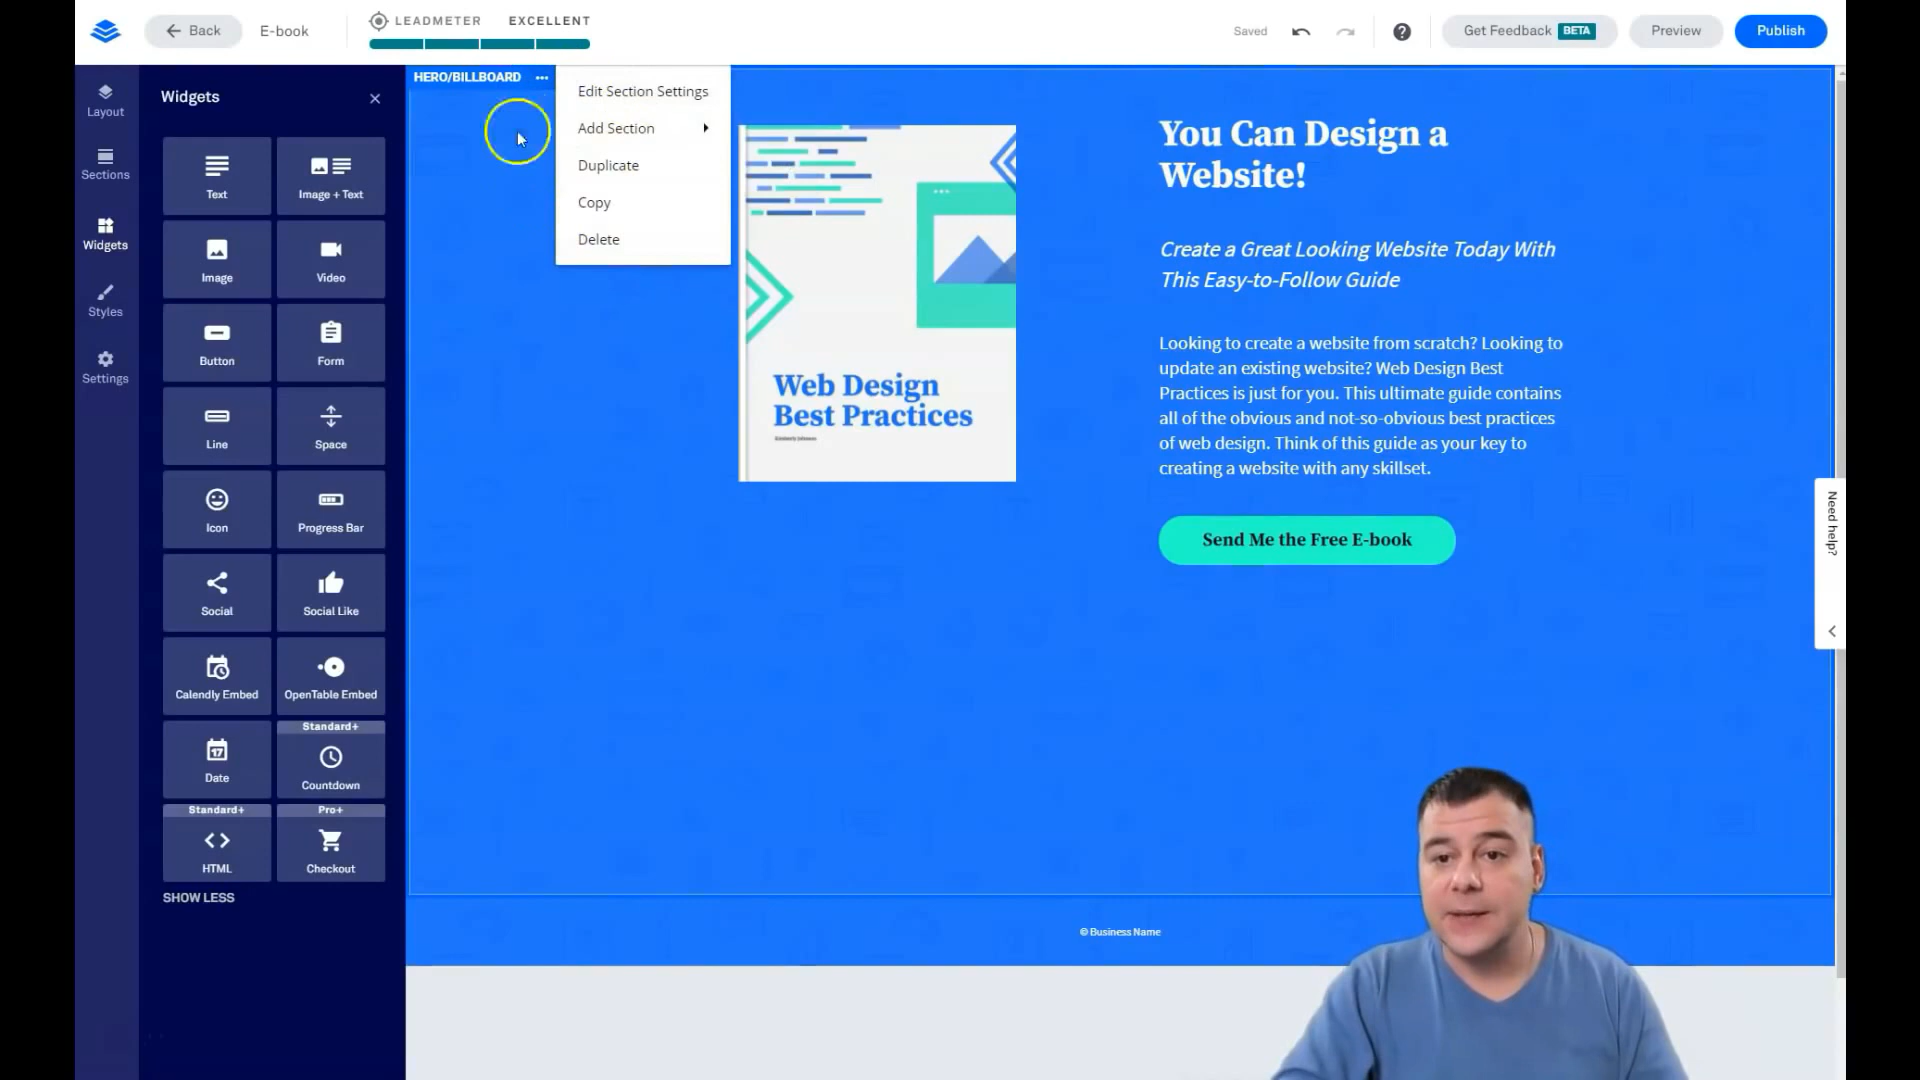 Back
E-book
LEADMETER EXCELLENT
Saved
Get Feedback BETA
Preview
Publish
Layout
Sections
Widgets
Styles
Settings
Widgets
Text
Image + Text
Image
Video
Button
Form
Line
Space
Icon
Progress Bar
Social
Social Like
Calendly Embed
OpenTable Embed
17
Date
Standard+
Countdown
Standard+
HTML
Pro+
Checkout
SHOW LESS
HERO/BILLBOARD
Edit Section Settings
Add Section
Duplicate
Copy
Delete
Web Design
Best Practices
You Can Design a
Website!
Create a Great Looking Website Today With
This Easy-to-Follow Guide
Looking to create a website from scratch? Looking to
update an existing website? Web Design Best
Practices is just for you. This ultimate guide contains
all of the obvious and not-so-obvious best practices
of web design. Think of this guide as your key to
creating a website with any skillset.
Send Me the Free E-book
© Business Name
Need help?